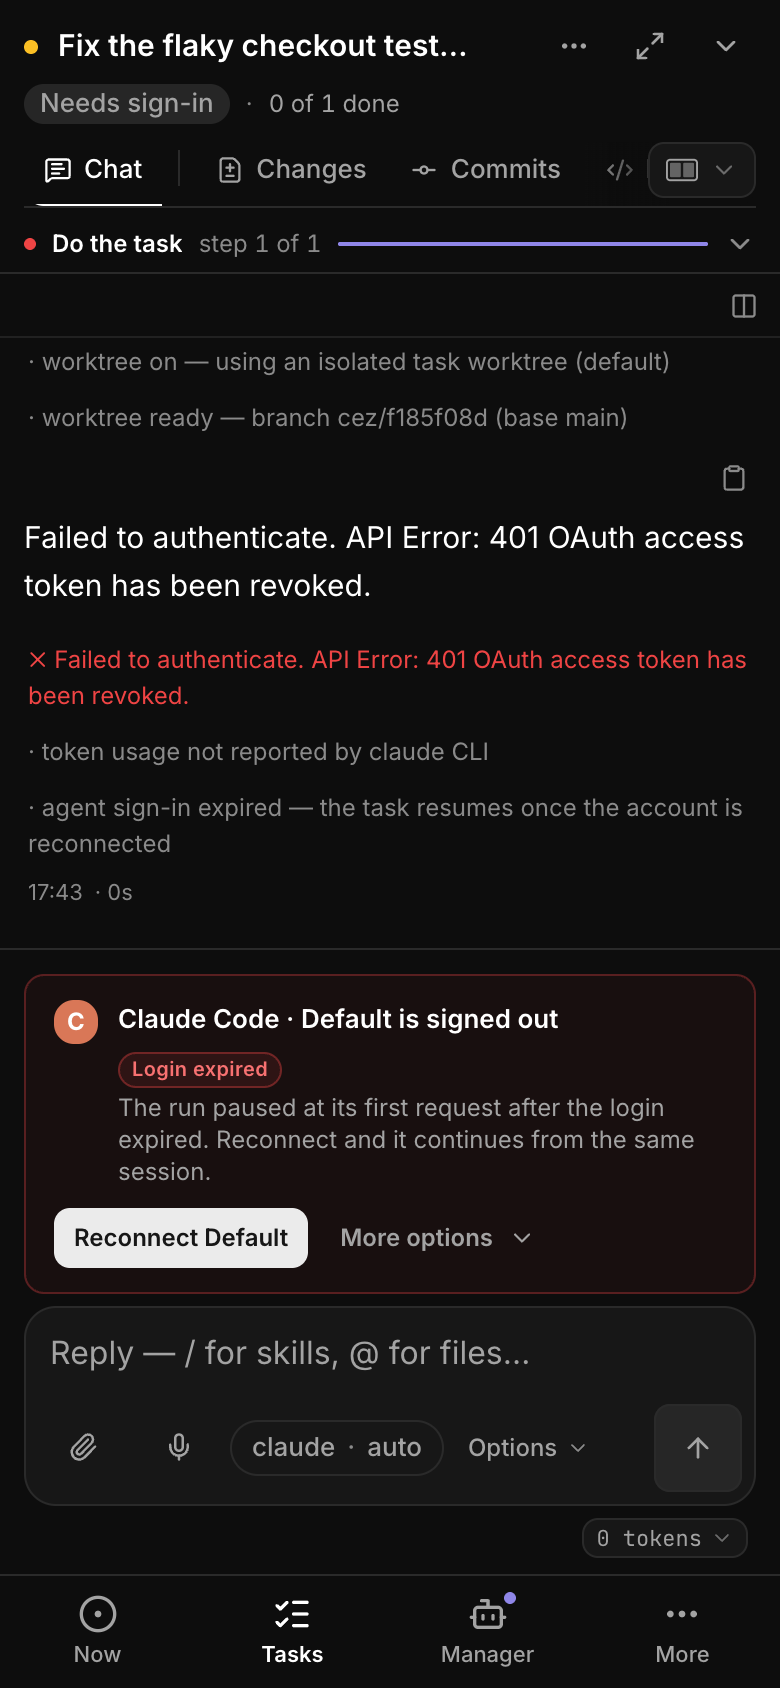 Fix the flaky checkout test...
Needs sign-in · 0 of 1 done
Chat Changes Commits
Do the task step 1 of 1
· worktree on — using an isolated task worktree (default)
· worktree ready — branch cez/f185f08d (base main)
Failed to authenticate. API Error: 401 OAuth access
token has been revoked.
× Failed to authenticate. API Error: 401 OAuth access token has
been revoked.
· token usage not reported by claude CLI
· agent sign-in expired — the task resumes once the account is
reconnected
17:43 · 0s
C Claude Code · Default is signed out
Login expired
The run paused at its first request after the login
expired. Reconnect and it continues from the same
session.
Reconnect Default More options
Reply — / for skills, @ for files...
claude · auto Options
0 tokens
Now Tasks Manager More